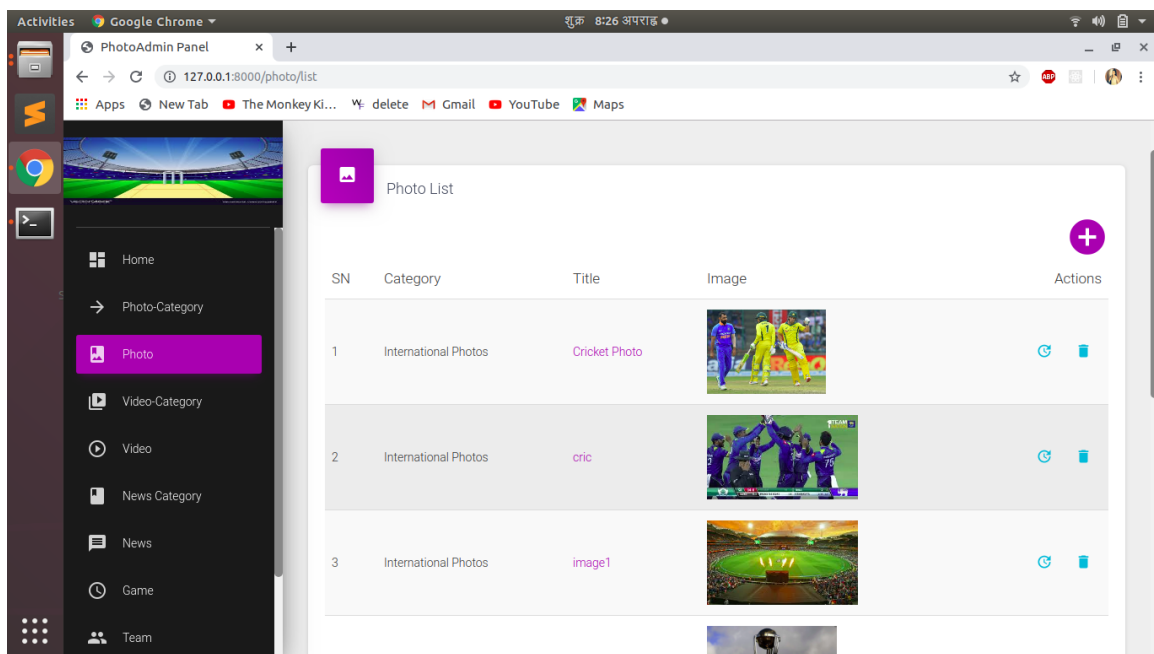 Activities Google Chrome शुक्र 8:26 अपराह्न
PhotoAdmin Panel
127.0.0.1:8000/photo/list
ABP
Apps New Tab The Monkey Ki... delete Gmail YouTube Maps
Photo List
Home
Photo-Category
Photo
Video-Category
Video
News Category
News
Game
Team
SN Category Title Image Actions
1 International Photos Cricket Photo
2 International Photos cric
TEAM
75
3 International Photos image1